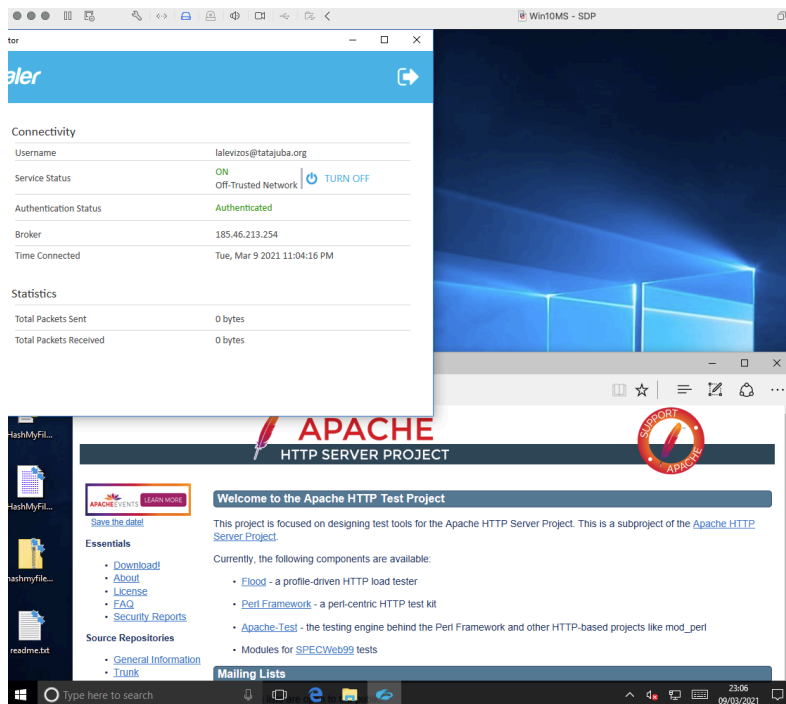 Win10MS - SDP
tor
aler
Connectivity
Username lalevizos@tatajuba.org
Service Status ON
Off-Trusted Network TURN OFF
Authentication Status Authenticated
Broker 185.46.213.254
Time Connected Tue, Mar 9 2021 11:04:16 PM
Statistics
Total Packets Sent 0 bytes
Total Packets Received 0 bytes
HashMyFil...
HashMyFil...
hashmyfile...
readme.txt
APACHE
HTTP SERVER PROJECT
SUPPORT
APACHE
APACHEEVENTS LEARN MORE
Save the date!
Essentials
Download!
About
License
FAQ
Security Reports
Source Repositories
General Information
Trunk
Welcome to the Apache HTTP Test Project
This project is focused on designing test tools for the Apache HTTP Server Project. This is a subproject of the Apache HTTP
Server Project.
Currently, the following components are available:
Flood - a profile-driven HTTP load tester
Perl Framework - a perl-centric HTTP test kit
Apache-Test - the testing engine behind the Perl Framework and other HTTP-based projects like mod_perl
Modules for SPECWeb99 tests
Mailing Lists
Type here to search
23:06
09/03/2021